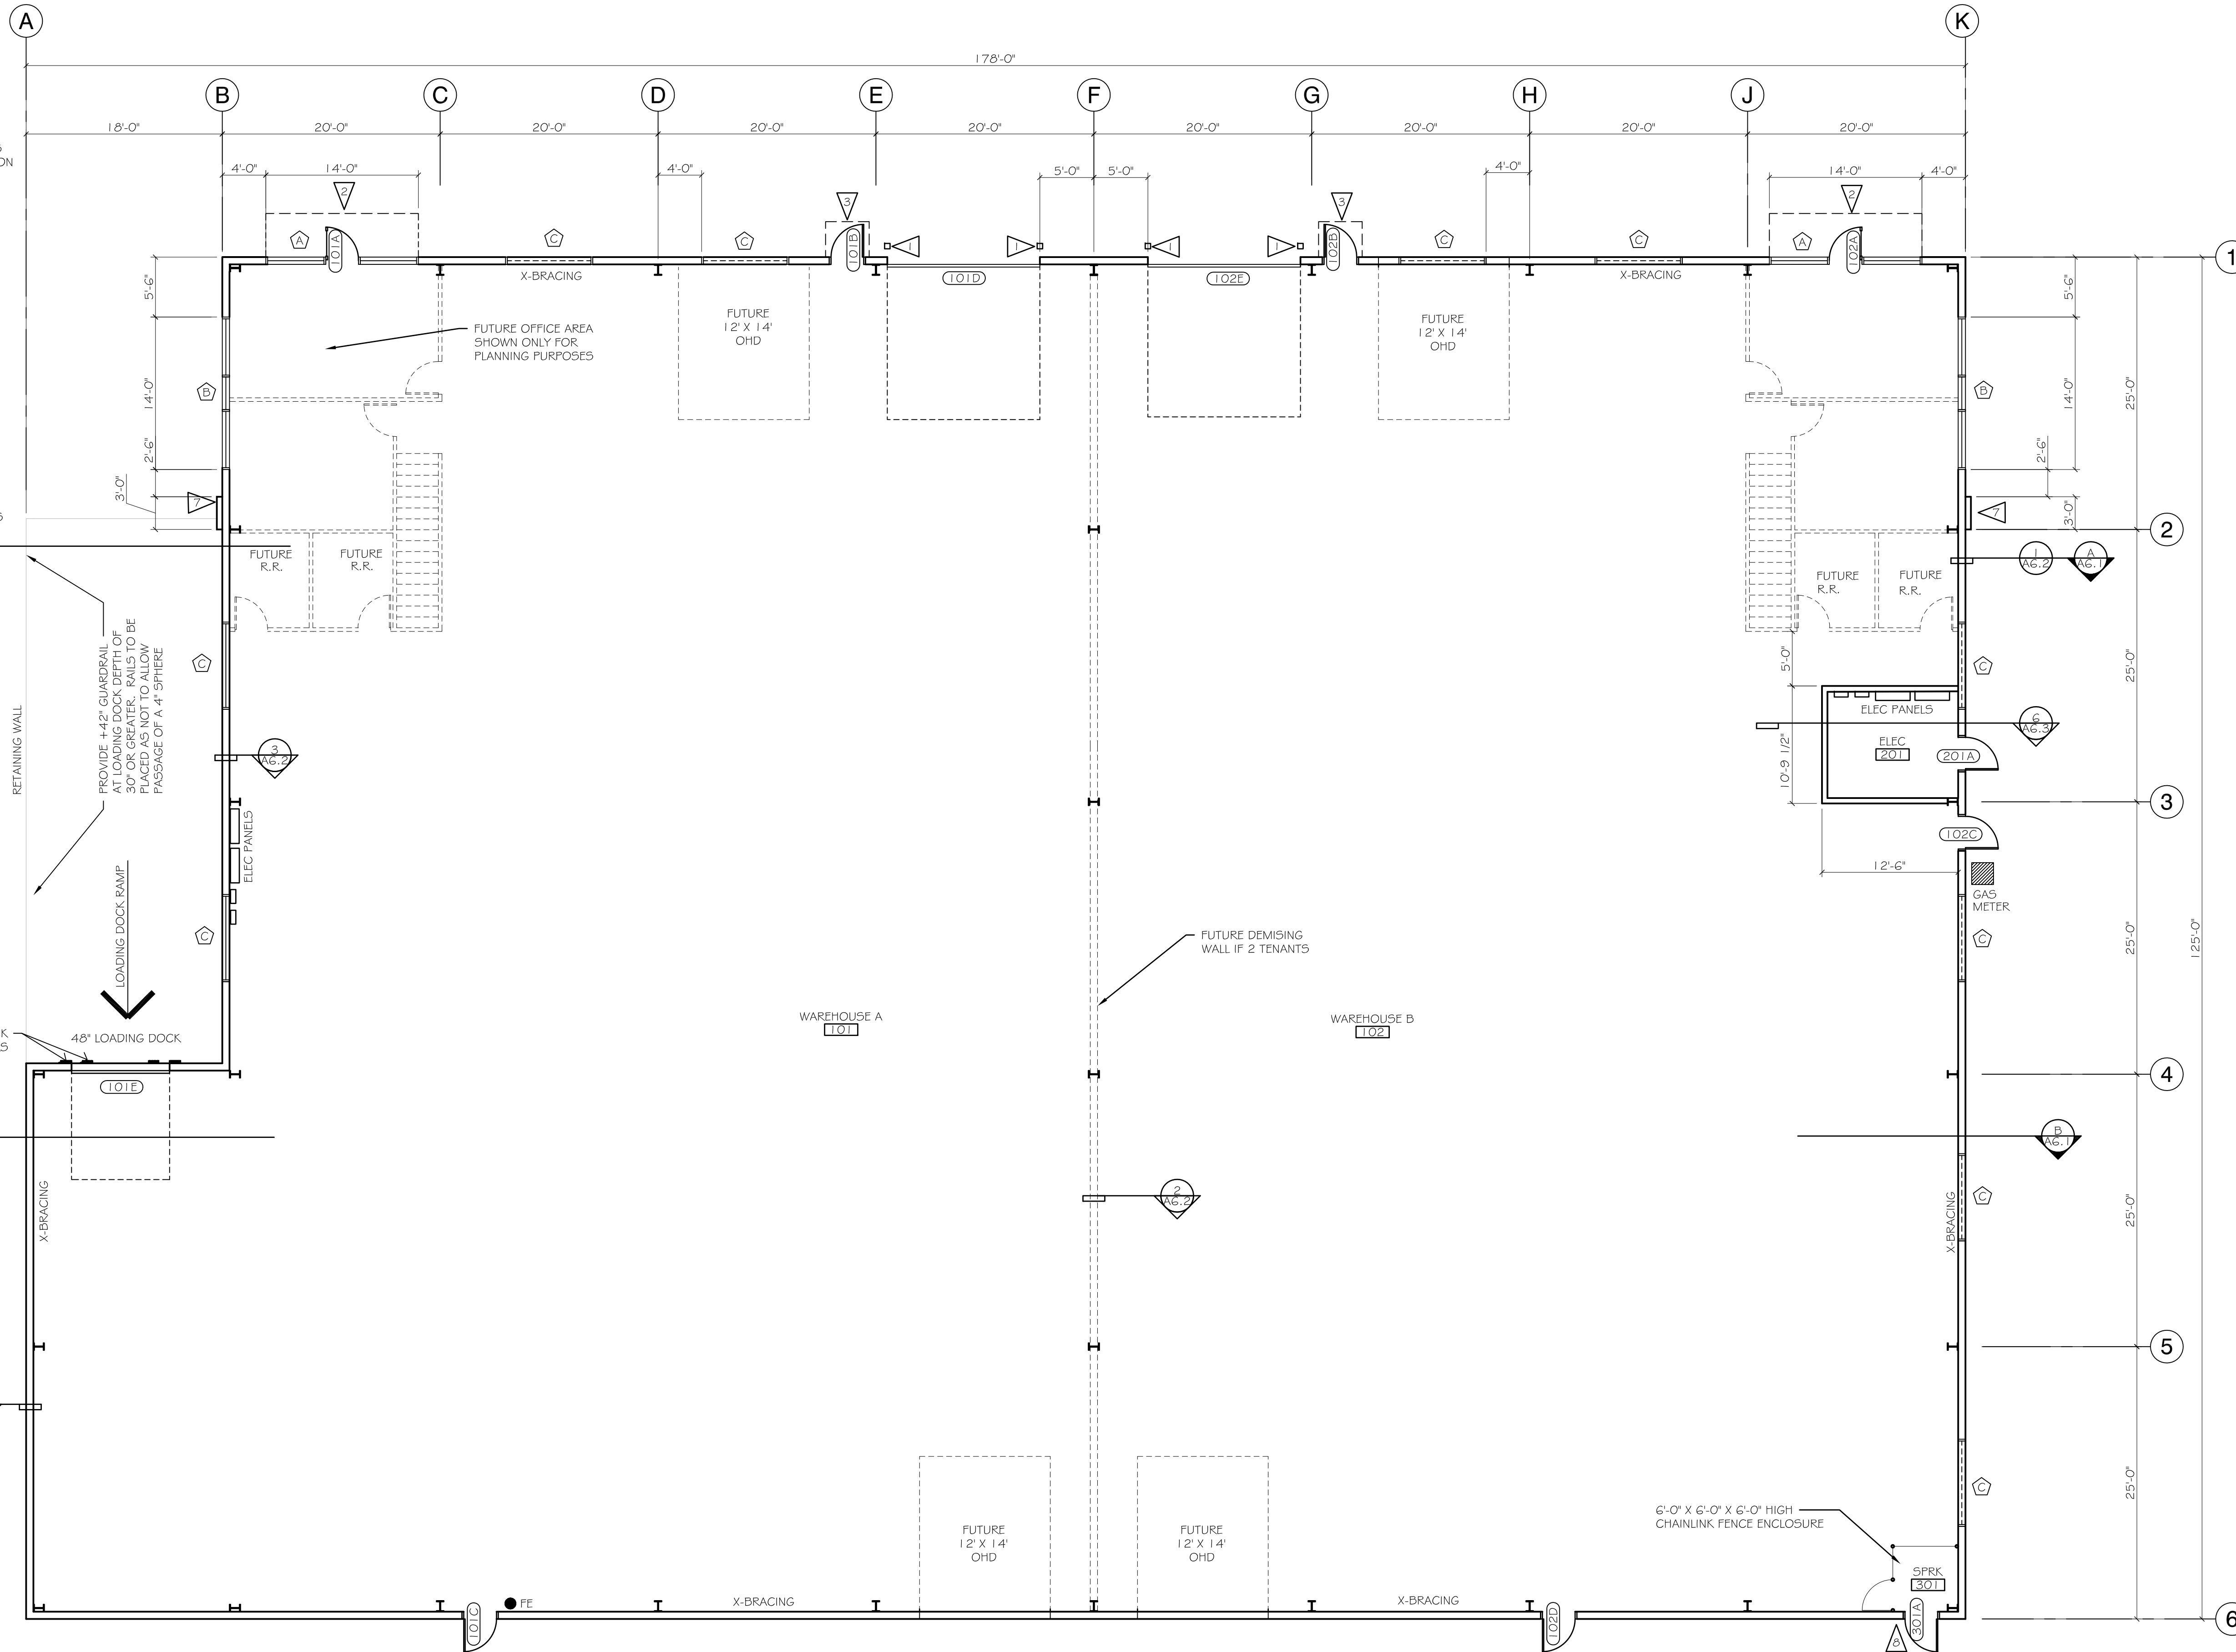 A
K
178'-0"
B
C
D
E
F
G
H
J
18'-0"
20'-0"
20'-0"
20'-0"
20'-0"
20'-0"
20'-0"
20'-0"
20'-0"
ON
4'-0"
14'-0"
4'-0"
5'-0"
5'-0"
4'-0"
14'-0"
4'-0"
2
3
3
2
A
101A
C
C
101B
1
1
1
1
102B
C
C
A
102A
1
X-BRACING
101D
102E
X-BRACING
5'-6"
5'-6"
FUTURE OFFICE AREA
SHOWN ONLY FOR
PLANNING PURPOSES
FUTURE
12' X 14'
OHD
FUTURE
12' X 14'
OHD
14'-0"
B
B
14'-0"
25'-0"
2'-6"
2'-6"
3'-0"
7
7
3'-0"
2
FUTURE
R.R.
FUTURE
R.R.
FUTURE
R.R.
FUTURE
R.R.
1
A6.2
A
A6.1
RETAINING WALL
PROVIDE +42" GUARDRAIL
AT LOADING DOCK DEPTH OF
30" OR GREATER. RAILS TO BE
PLACED AS NOT TO ALLOW
PASSAGE OF A 4" SPHERE
C
C
5'-0"
25'-0"
ELEC PANELS
3
A6.2
6
A6.3
ELEC
201
201A
10'-9 1/2"
3
ELEC PANELS
102C
12'-6"
GAS
METER
LOADING DOCK RAMP
C
C
FUTURE DEMISING
WALL IF 2 TENANTS
25'-0"
125'-0"
WAREHOUSE A
101
WAREHOUSE B
102
K
S
48" LOADING DOCK
101E
4
B
A6.1
X-BRACING
2
A6.2
X-BRACING
C
25'-0"
5
C
25'-0"
FUTURE
12' X 14'
OHD
FUTURE
12' X 14'
OHD
6'-0" X 6'-0" X 6'-0" HIGH
CHAINLINK FENCE ENCLOSURE
SPRK
301
101C
FE
X-BRACING
X-BRACING
102D
301A
8
6